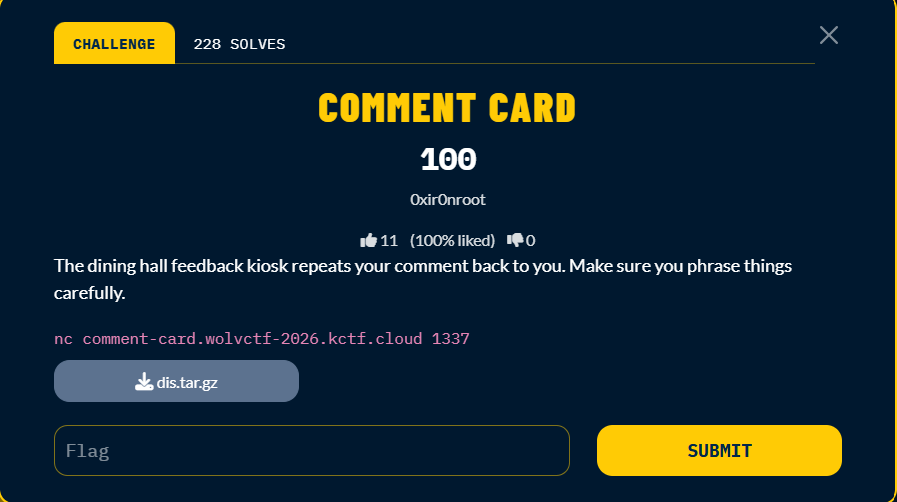 CHALLENGE
228 SOLVES
COMMENT CARD
100
0xir0nroot
11 (100% liked) 0
The dining hall feedback kiosk repeats your comment back to you. Make sure you phrase things
carefully.
nc comment-card.wolvctf-2026.kctf.cloud 1337
dis.tar.gz
Flag
SUBMIT